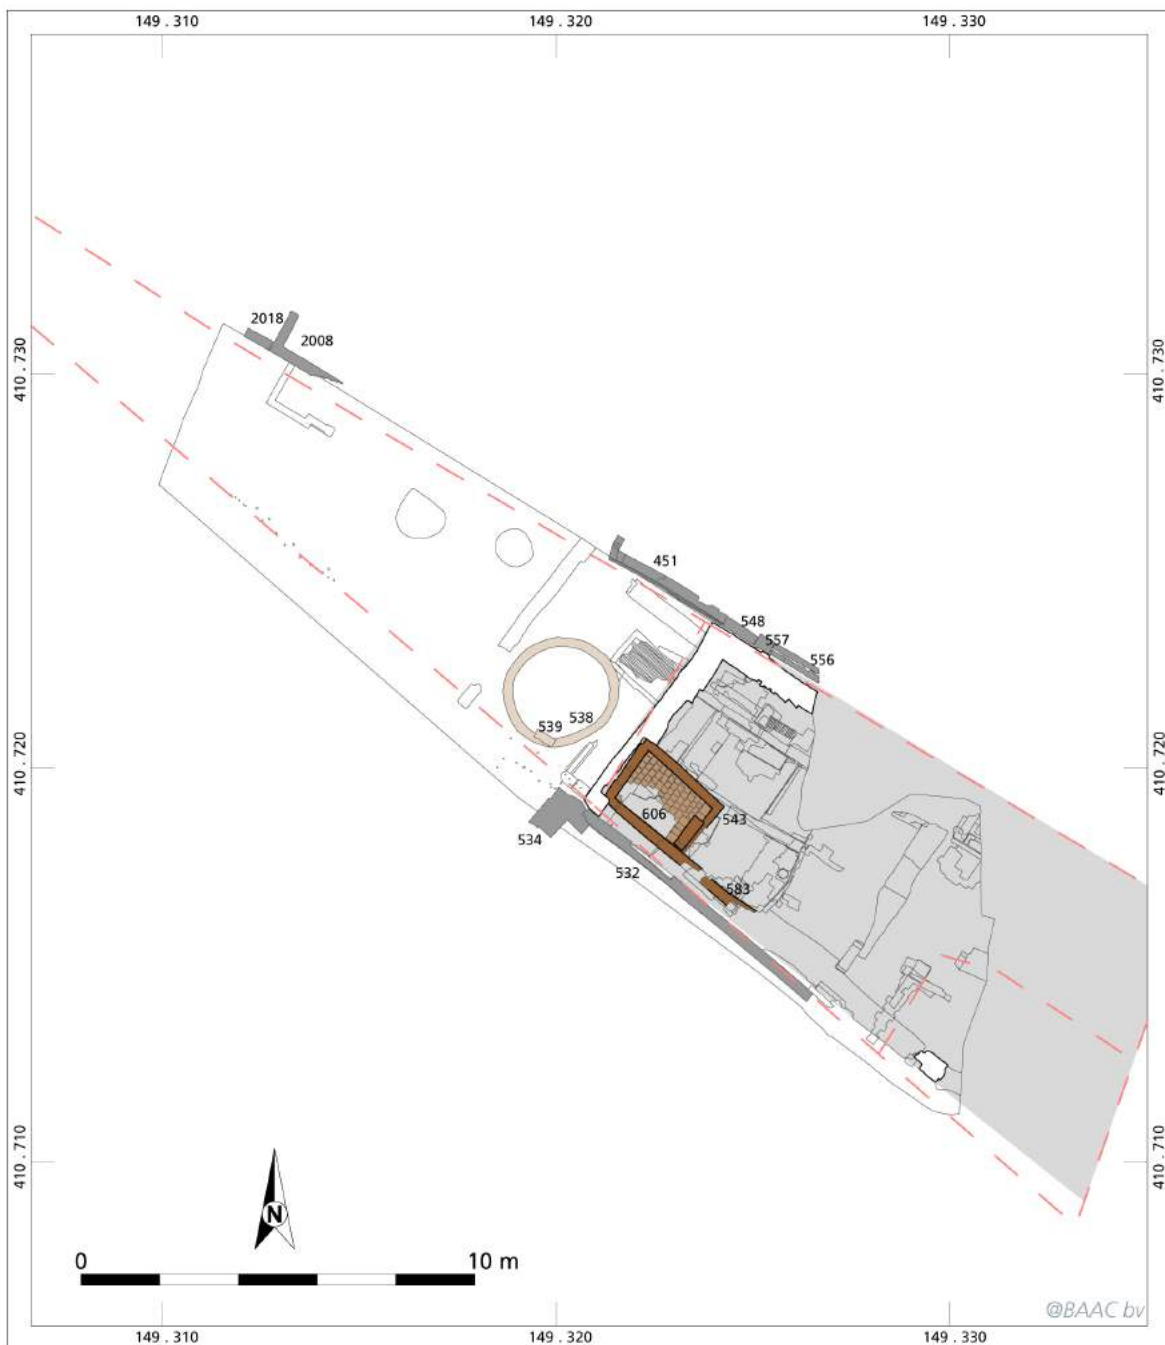 149 . 310 149 . 320 149 . 330
2018
2008
410 . 730 410 . 730
451
548
557
556
539 538
410 . 720 410 . 720
606 543
534
532 583
410 . 710 410 . 710
N
0 10 m
@BAAC bv
149 . 310 149 . 320 149 . 330